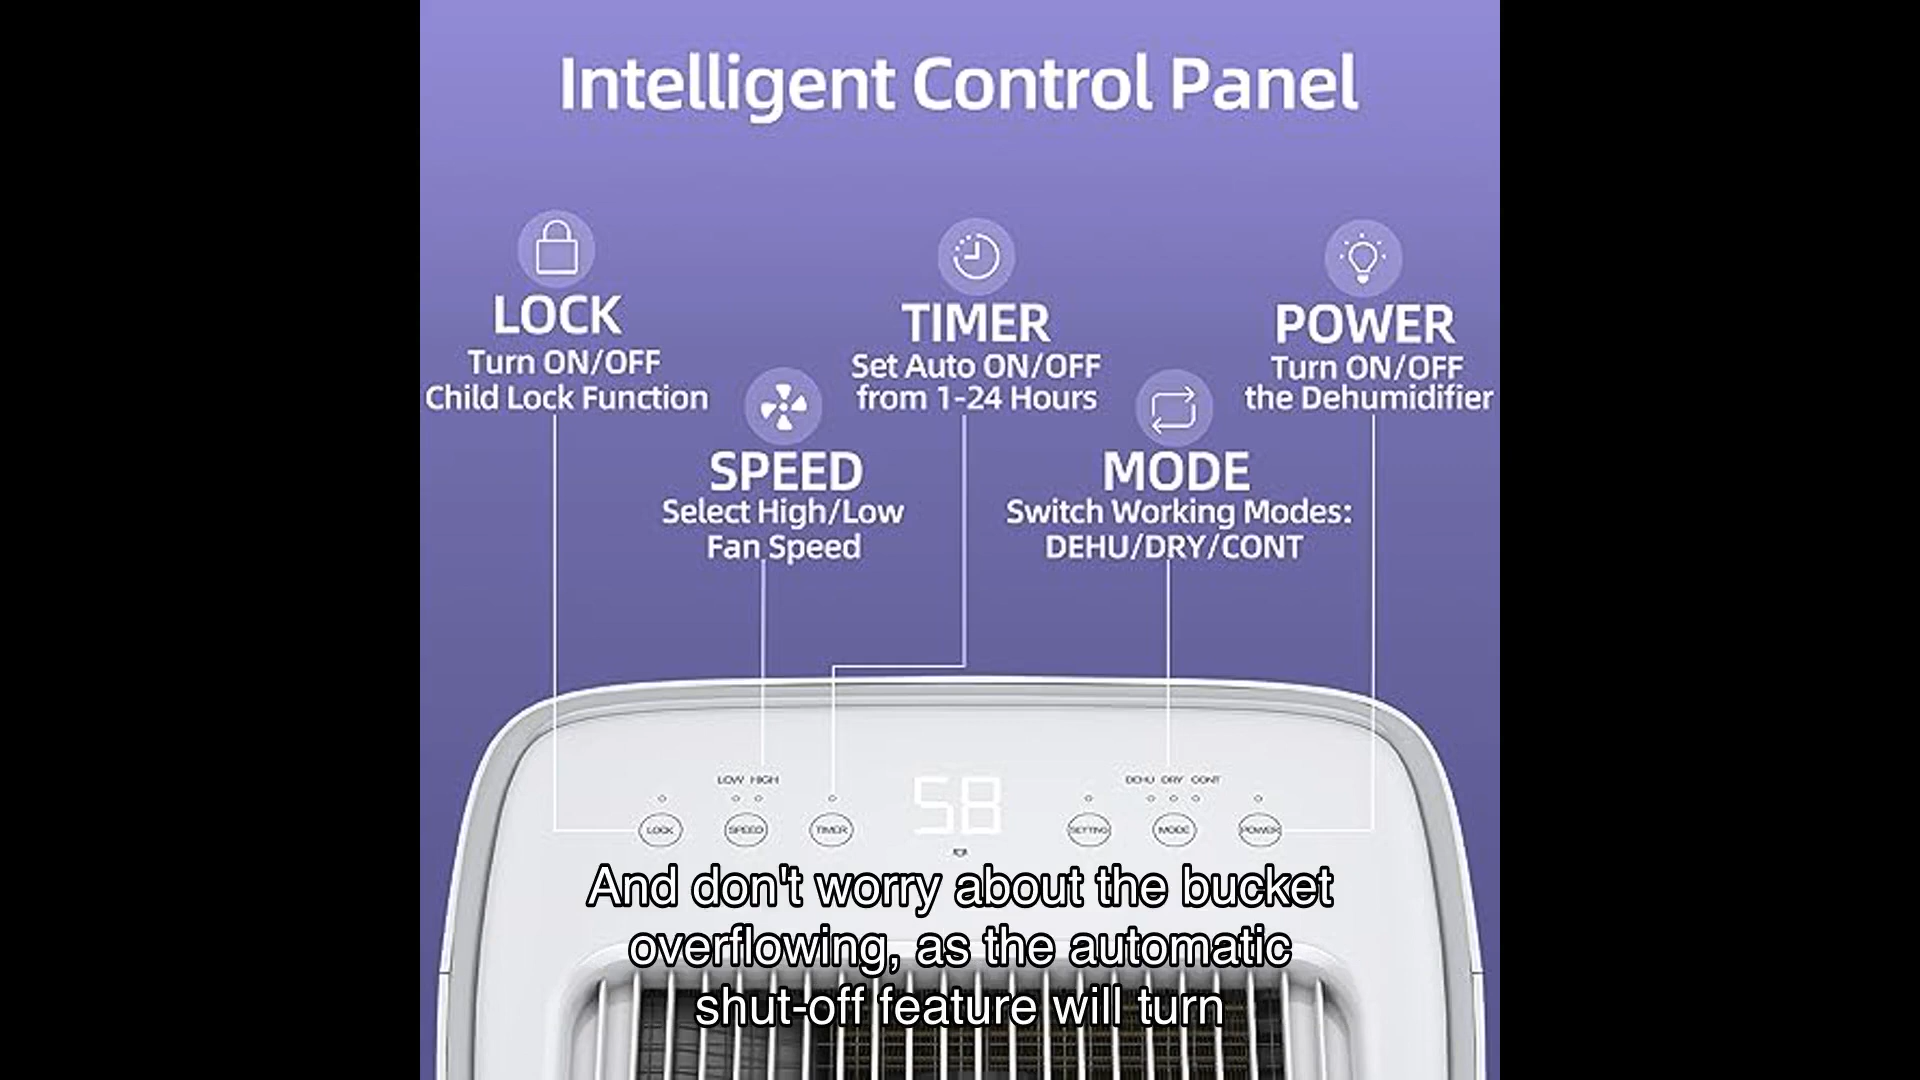 Intelligent Control Panel
LOCK
Turn ON/OFF
Child Lock Function
SPEED
Select High/Low
Fan Speed
TIMER
Set Auto ON/OFF
from 1-24 Hours
MODE
Switch Working Modes:
DEHU/DRY/CONT
POWER
Turn ON/OFF
the Dehumidifier
LOW HIGH
DEHU DRY CONT
LOCK
SPEED
TIMER
58
SETTING
MODE
POWER
And don't worry about the bucket
overflowing, as the automatic
shut-off feature will turn